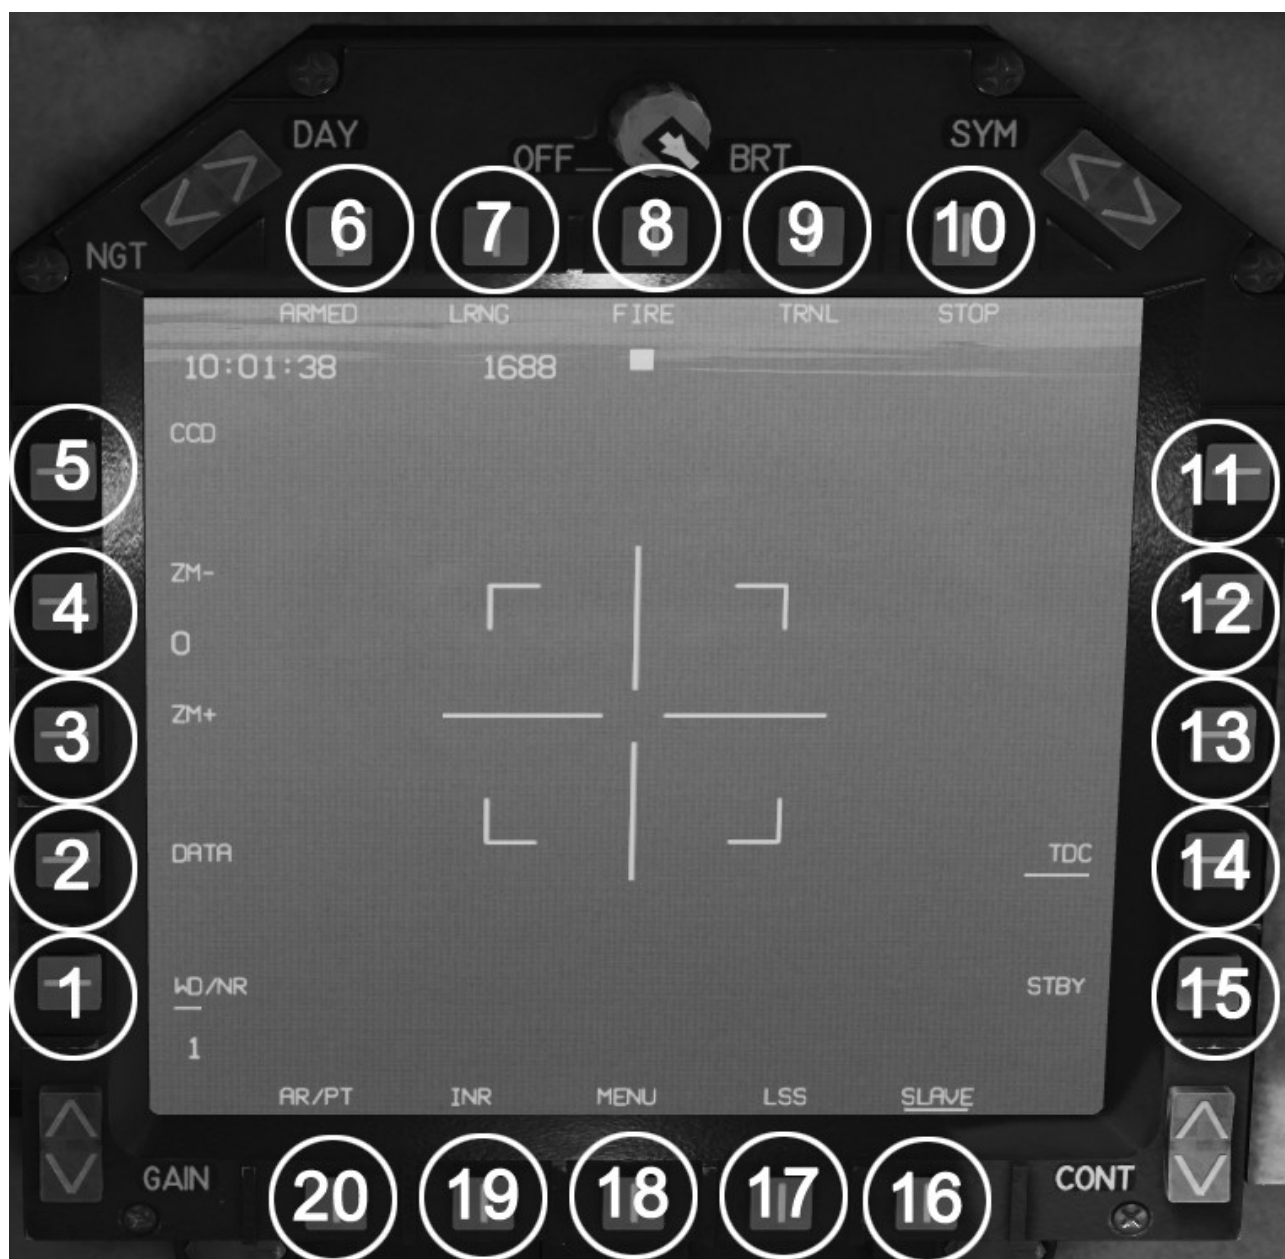 DAY SYM
OFF BRT
NGT
6 7 8 9 10
ARMED LRNG FIRE TRNL STOP
10:01:38 1688
CCD
5 11
ZM-
4 12
0
ZM+
3 13
DATA TDC
2 14
WD/NR STBY
1 15
1
AR/PT INR MENU LSS SLAVE
GAIN CONT
20 19 18 17 16